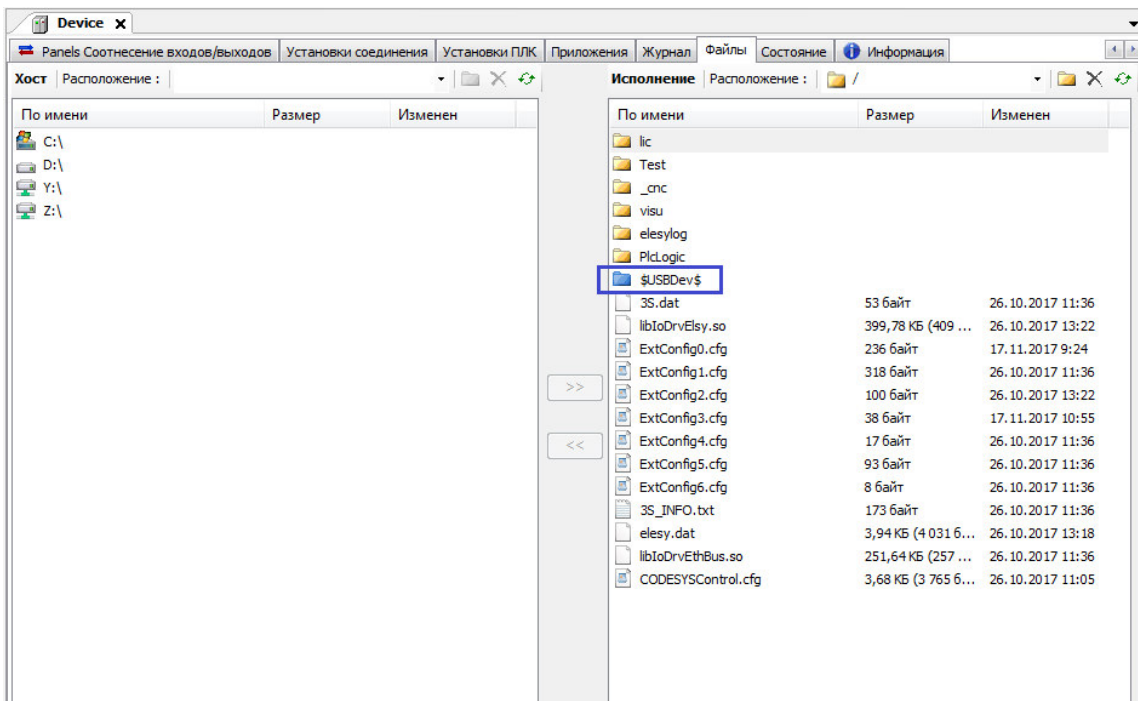 Device X
Panels Соотнесение входов/выходов Установки соединения Установки ПЛК Приложения Журнал Файлы Состояние Информация
Хост Расположение : Исполнение Расположение : /
По имени Размер Изменен По имени Размер Изменен
C:\ lic
D:\ Test
Y:\ _cnc
Z:\ visu
elesylog
PlcLogic
$USBDev$
3S.dat 53 байт 26.10.2017 11:36
libIoDrvElsy.so 399,78 КБ (409 ... 26.10.2017 13:22
ExtConfig0.cfg 236 байт 17.11.2017 9:24
ExtConfig1.cfg 318 байт 26.10.2017 11:36
>> ExtConfig2.cfg 100 байт 26.10.2017 13:22
ExtConfig3.cfg 38 байт 17.11.2017 10:55
<< ExtConfig4.cfg 17 байт 26.10.2017 11:36
ExtConfig5.cfg 93 байт 26.10.2017 11:36
ExtConfig6.cfg 8 байт 26.10.2017 11:36
3S_INFO.txt 173 байт 26.10.2017 11:36
elesy.dat 3,94 КБ (4 031 б... 26.10.2017 13:18
libIoDrvEthBus.so 251,64 КБ (257 ... 26.10.2017 11:36
CODESYSControl.cfg 3,68 КБ (3 765 б... 26.10.2017 11:05